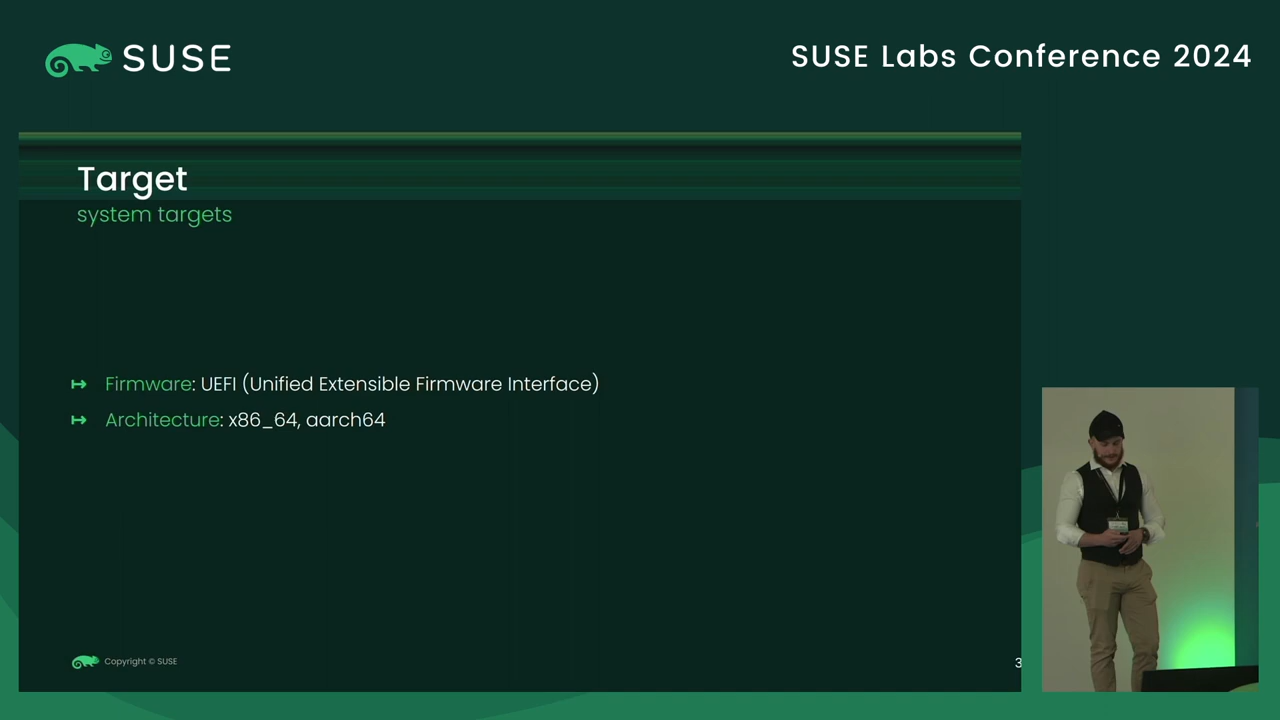 SUSE
SUSE Labs Conference 2024
Target
system targets
↦ Firmware: UEFI (Unified Extensible Firmware Interface)
↦ Architecture: x86_64, aarch64
Copyright © SUSE
3